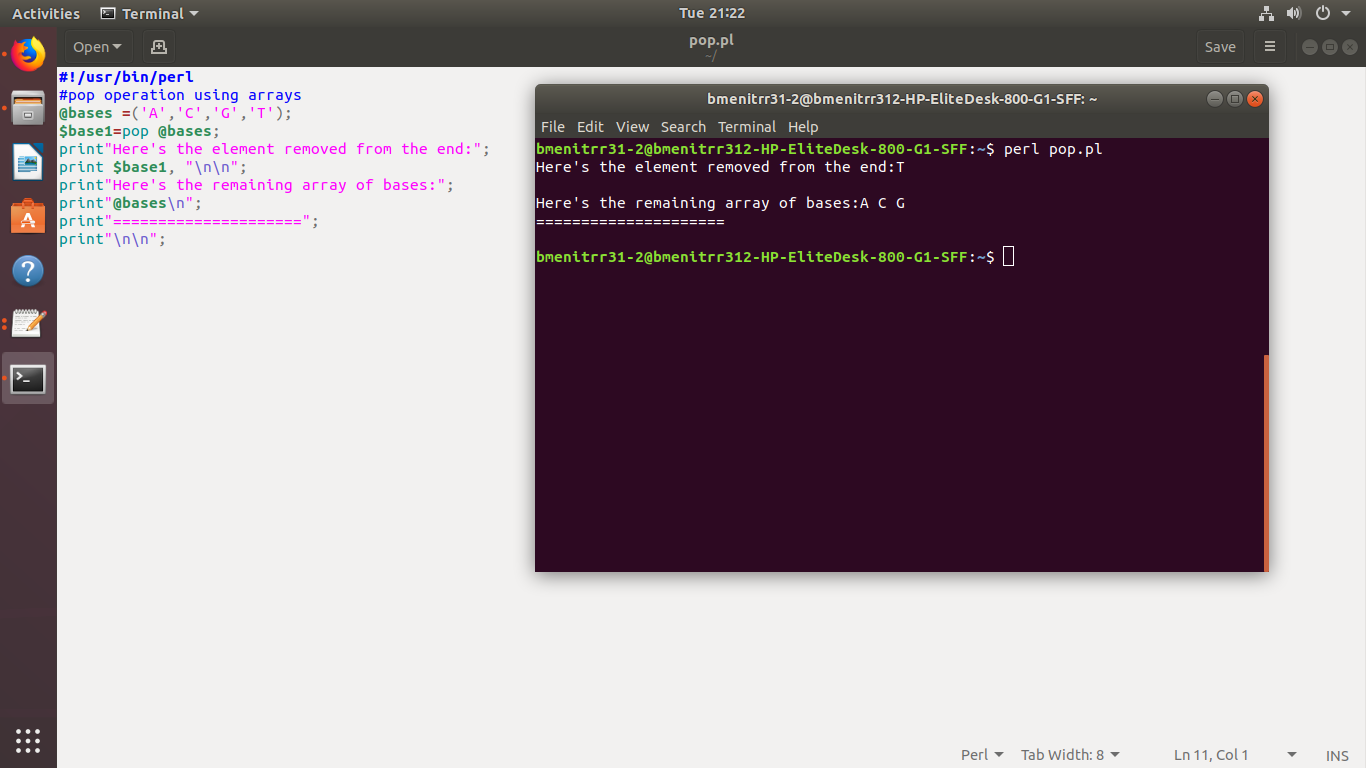 Activities Terminal Tue 21:22
Open pop.pl Save
~/
#!/usr/bin/perl
#pop operation using arrays
@bases =('A','C','G','T');
$base1=pop @bases;
print"Here's the element removed from the end:";
print $base1, "\n\n";
print"Here's the remaining array of bases:";
print"@bases\n";
print"=====================";
print"\n\n";
bmenitrr31-2@bmenitrr312-HP-EliteDesk-800-G1-SFF: ~
File Edit View Search Terminal Help
bmenitrr31-2@bmenitrr312-HP-EliteDesk-800-G1-SFF:~$ perl pop.pl
Here's the element removed from the end:T
Here's the remaining array of bases:A C G
=====================
bmenitrr31-2@bmenitrr312-HP-EliteDesk-800-G1-SFF:~$
Perl Tab Width: 8 Ln 11, Col 1 INS